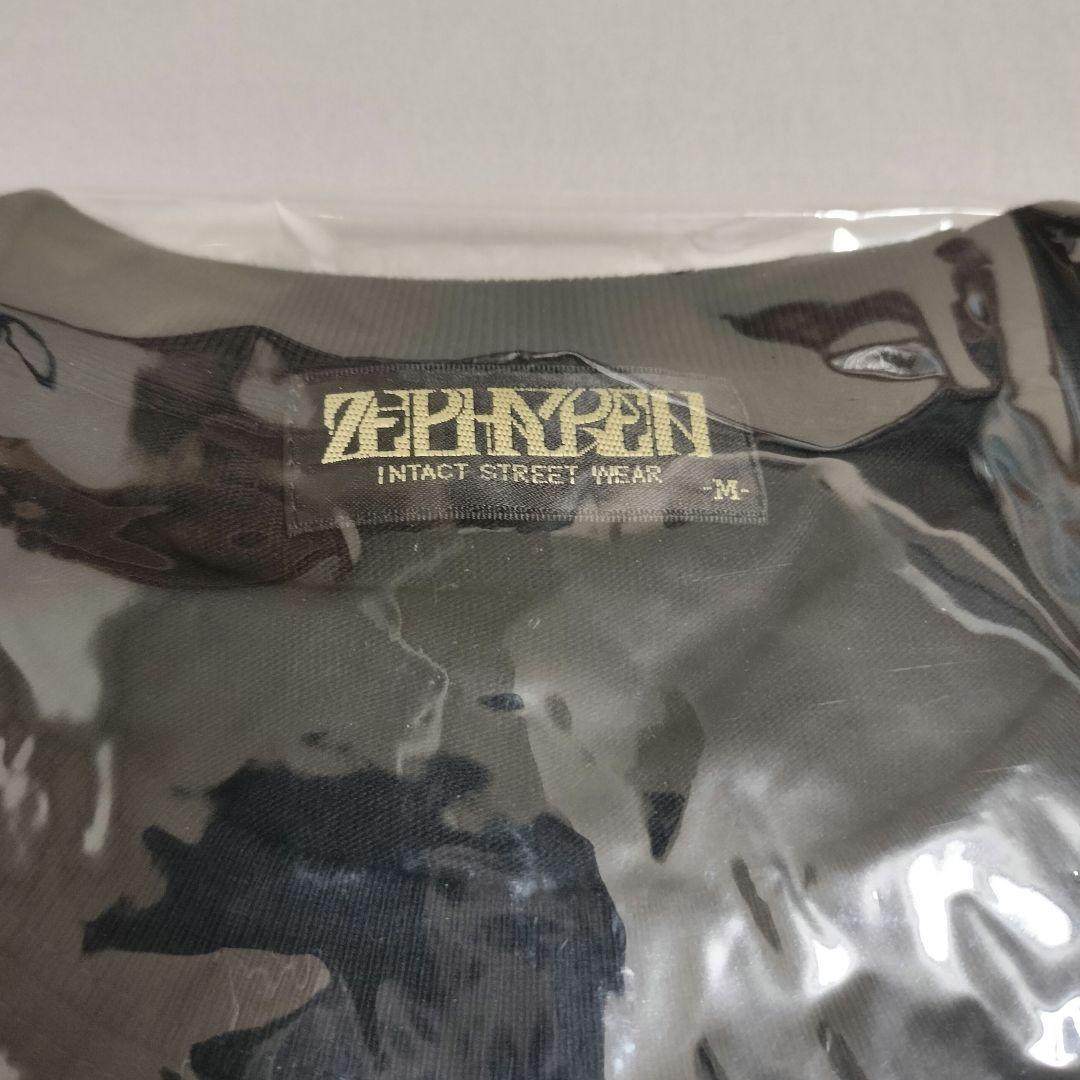 ZEPHYREN
INTACT STREET WEAR
-M-